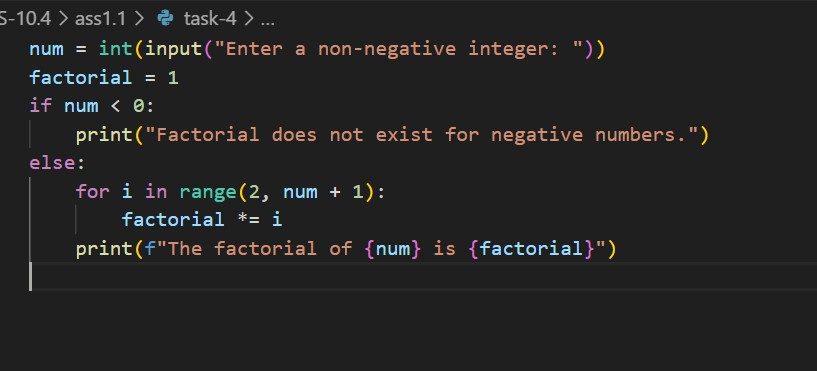 S-10.4 > ass1.1 > task-4 > ...
num = int(input("Enter a non-negative integer: "))
factorial = 1
if num < 0:
    print("Factorial does not exist for negative numbers.")
else:
    for i in range(2, num + 1):
        factorial *= i
    print(f"The factorial of {num} is {factorial}")